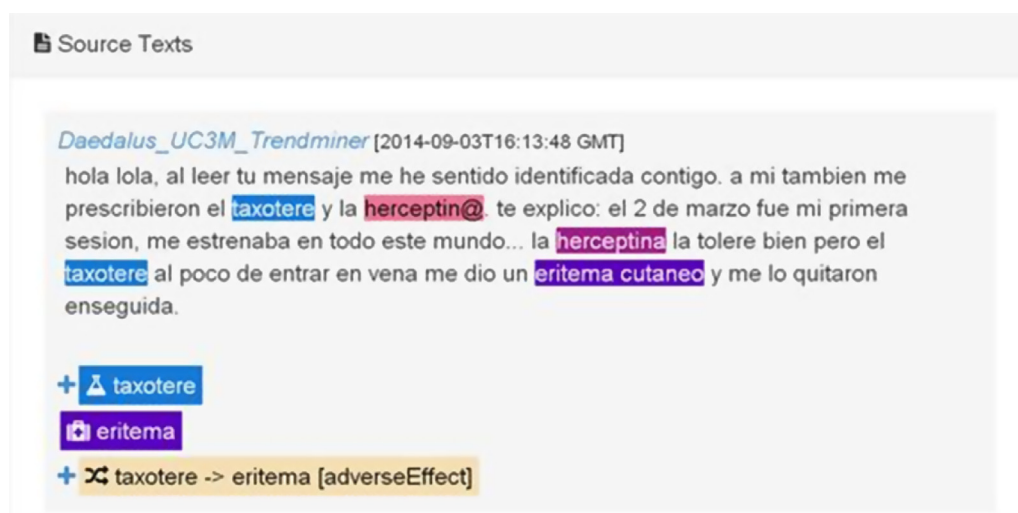 Source Texts
Daedalus_UC3M_Trendminer [2014-09-03T16:13:48 GMT]
hola lola, al leer tu mensaje me he sentido identificada contigo. a mi tambien me
prescribieron el taxotere y la herceptin@. te explico: el 2 de marzo fue mi primera
sesion, me estrenaba en todo este mundo... la herceptina la tolere bien pero el
taxotere al poco de entrar en vena me dio un eritema cutaneo y me lo quitaron
enseguida.
+ taxotere
eritema
+ taxotere -> eritema [adverseEffect]